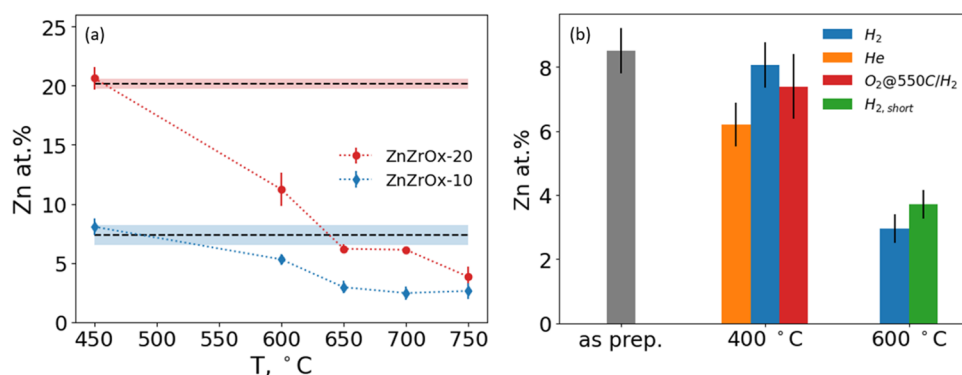 (a)
Zn at.%
25
20
15
10
5
0
ZnZrOx-20
ZnZrOx-10
450 500 550 600 650 700 750
T, °C
(b)
Zn at.%
8
6
4
2
0
H₂
He
O₂@550C/H₂
H₂, short
as prep. 400 °C 600 °C